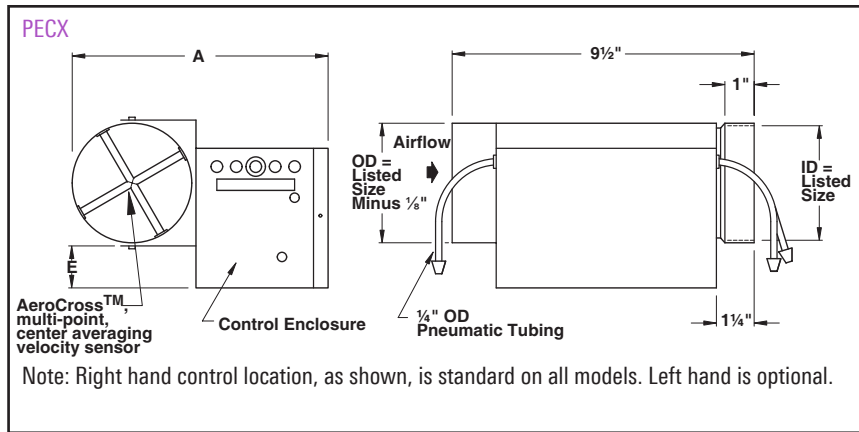 PECX
A
9½"
1"
Airflow
OD =
Listed
Size
Minus ⅛"
ID =
Listed
Size
E
AeroCross™,
multi-point,
center averaging
velocity sensor
Control Enclosure
¼" OD
Pneumatic Tubing
1¼"
Note: Right hand control location, as shown, is standard on all models. Left hand is optional.